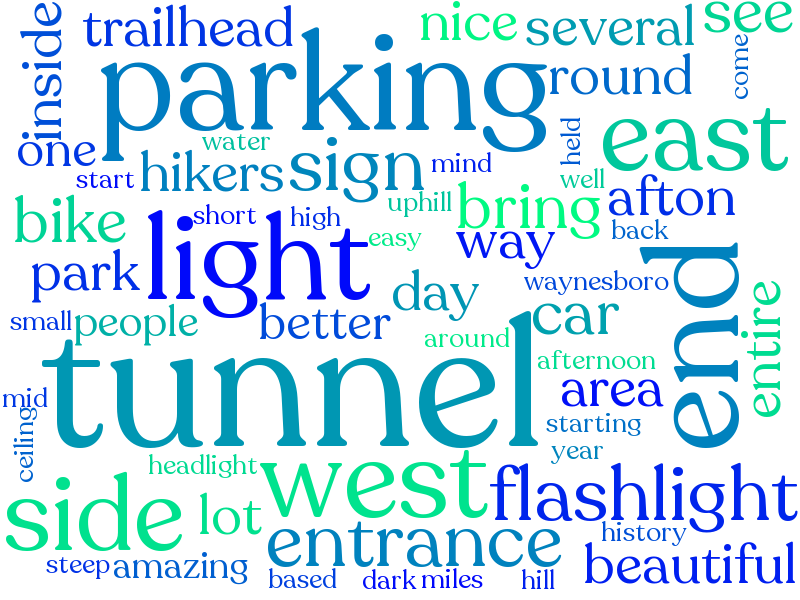 inside
trailhead
nice
several
see
parking
round
come
one
water
hikers
sign
mind
held
east
start
well
bike
short
high
uphill
bring
afton
easy
way
back
park
light
day
waynesboro
end
small
people
better
around
car
entire
tunnel
afternoon
mid
area
ceiling
starting
year
headlight
west
side
lot
flashlight
entrance
history
steep
amazing
based
dark
miles
hill
beautiful